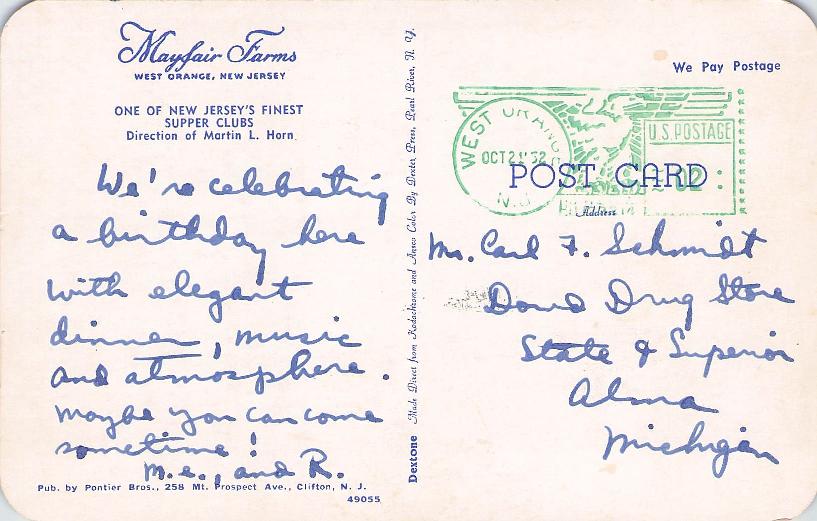 Mayfair Farms
WEST ORANGE, NEW JERSEY
ONE OF NEW JERSEY'S FINEST
SUPPER CLUBS
Direction of Martin L. Horn
We're celebrating
a birthday here
with elegant
dinner, music
and atmosphere.
Maybe you can come
sometime!
M.E., and R.
Pub. by Pontier Bros., 258 Mt. Prospect Ave., Clifton, N. J.
49055
Dextone Made Direct from Kodachrome and Ansco Color By Dexter Press, Pearl River, N. Y.
We Pay Postage
WEST ORANGE
OCT 21 '52
N.J.
U.S. POSTAGE
02
POST CARD
Address
Mr. Carl F. Schmidt
Drug Store
State & Superior
Alma
Michigan